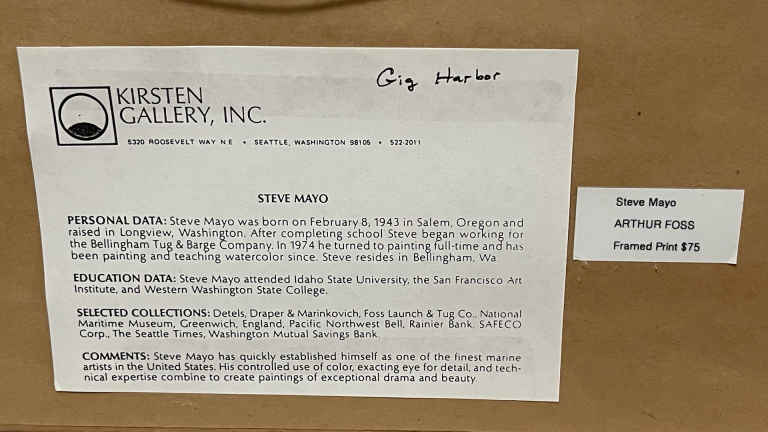 Gig Harbor
KIRSTEN
GALLERY, INC.
5320 ROOSEVELT WAY N E • SEATTLE, WASHINGTON 98105 • 522-2011
STEVE MAYO
PERSONAL DATA: Steve Mayo was born on February 8, 1943 in Salem, Oregon and
raised in Longview, Washington. After completing school Steve began working for
the Bellingham Tug & Barge Company. In 1974 he turned to painting full-time and has
been painting and teaching watercolor since. Steve resides in Bellingham, Wa
EDUCATION DATA: Steve Mayo attended Idaho State University, the San Francisco Art
Institute, and Western Washington State College.
SELECTED COLLECTIONS: Detels, Draper & Marinkovich, Foss Launch & Tug Co., National
Maritime Museum, Greenwich, England, Pacific Northwest Bell, Rainier Bank, SAFECO
Corp., The Seattle Times, Washington Mutual Savings Bank
COMMENTS: Steve Mayo has quickly established himself as one of the finest marine
artists in the United States. His controlled use of color, exacting eye for detail, and tech-
nical expertise combine to create paintings of exceptional drama and beauty
Steve Mayo
ARTHUR FOSS
Framed Print $75